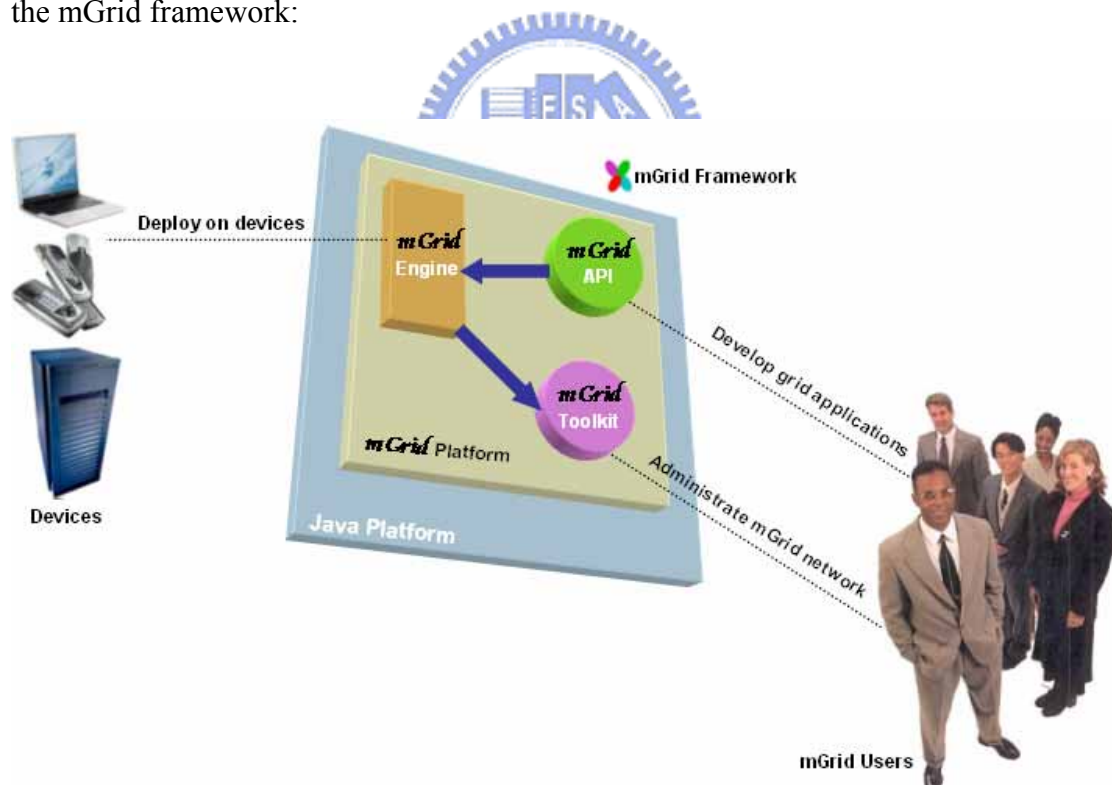 the mGrid framework:
ESA
mGrid Framework
Deploy on devices
mGrid
Engine
mGrid
API
Develop grid applications
mGrid
Toolkit
mGrid Platform
Administrate mGrid network
Devices
Java Platform
mGrid Users